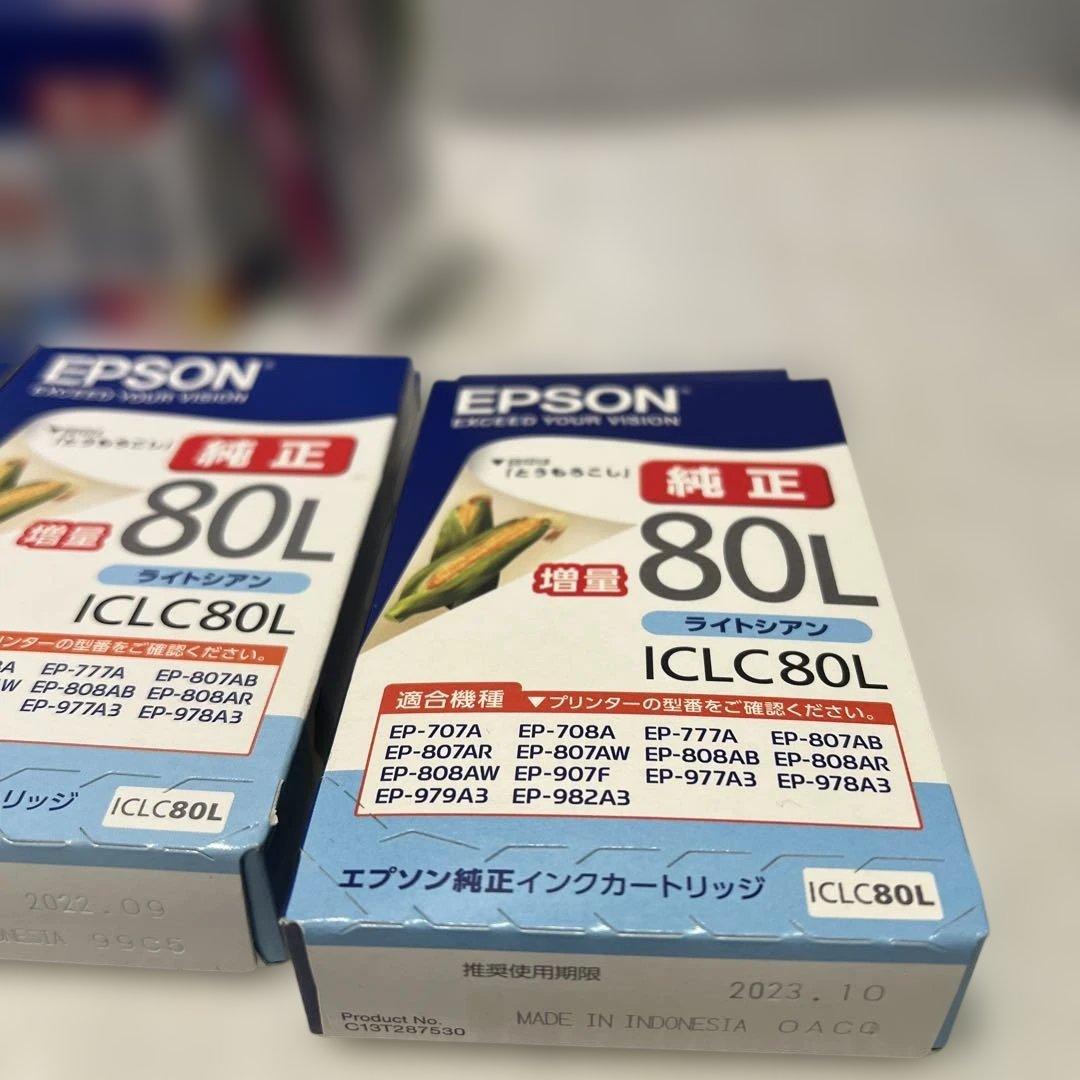 EPSON
EXCEED YOUR VISION
「とうもろこし」
純正
増量
80L
ライトシアン
ICLC80L
プリンターの型番をご確認ください。
EP-777A EP-807AB
EP-808AB EP-808AR
EP-977A3 EP-978A3
リッジ
ICLC80L
2022.09
99C5
EPSON
EXCEED YOUR VISION
「とうもろこし」
純正
増量
80L
ライトシアン
ICLC80L
適合機種 ▼プリンターの型番をご確認ください。
EP-707A EP-708A EP-777A EP-807AB
EP-807AR EP-807AW EP-808AB EP-808AR
EP-808AW EP-907F EP-977A3 EP-978A3
EP-979A3 EP-982A3
エプソン純正インクカートリッジ ICLC80L
推奨使用期限
2023.10
Product No.
C13T287530
MADE IN INDONESIA